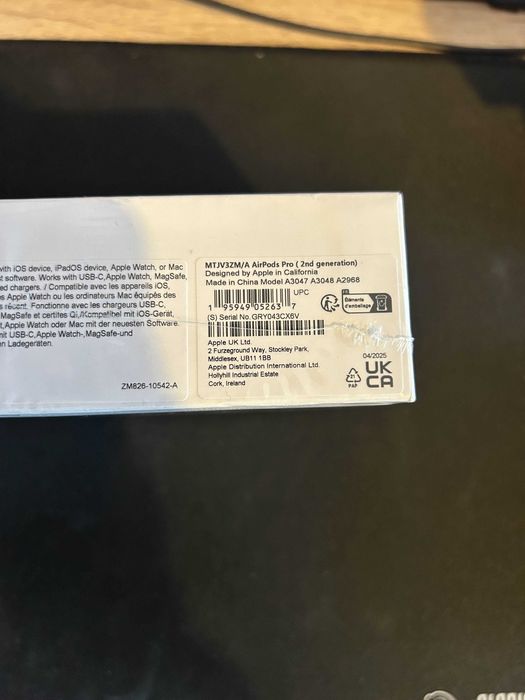 with iOS device, iPadOS device, Apple Watch, or Mac
software. Works with USB-C,Apple Watch, MagSafe,
chargers. / Compatible avec les appareils iOS,
Apple Watch ou les ordinateurs Mac équipés des
récent. Fonctionne avec les chargeurs USB-C,
MagSafe et certites Qi./Kompatibel mit iOS-Gerät,
Apple Watch oder Mac mit der neuesten Software.
mit USB-C,Apple Watch-,MagSafe-und
Ladegeraten.
ZM826-10542-A
MTJV3ZM/A AirPods Pro ( 2nd generation)
Designed by Apple in California
Made in China Model A3047 A3048 A2968
UPC
1 95949 05263 7
Éléments
d'emballage
(S) Serial No. GRY043CX6V
Apple UK Ltd.
2 Furzeground Way, Stockley Park,
Middlesex, UB11 1BB
Apple Distribution International Ltd.
Hollyhill Industrial Estate
Cork, Ireland
04/2025
21
PAP
UK
CA